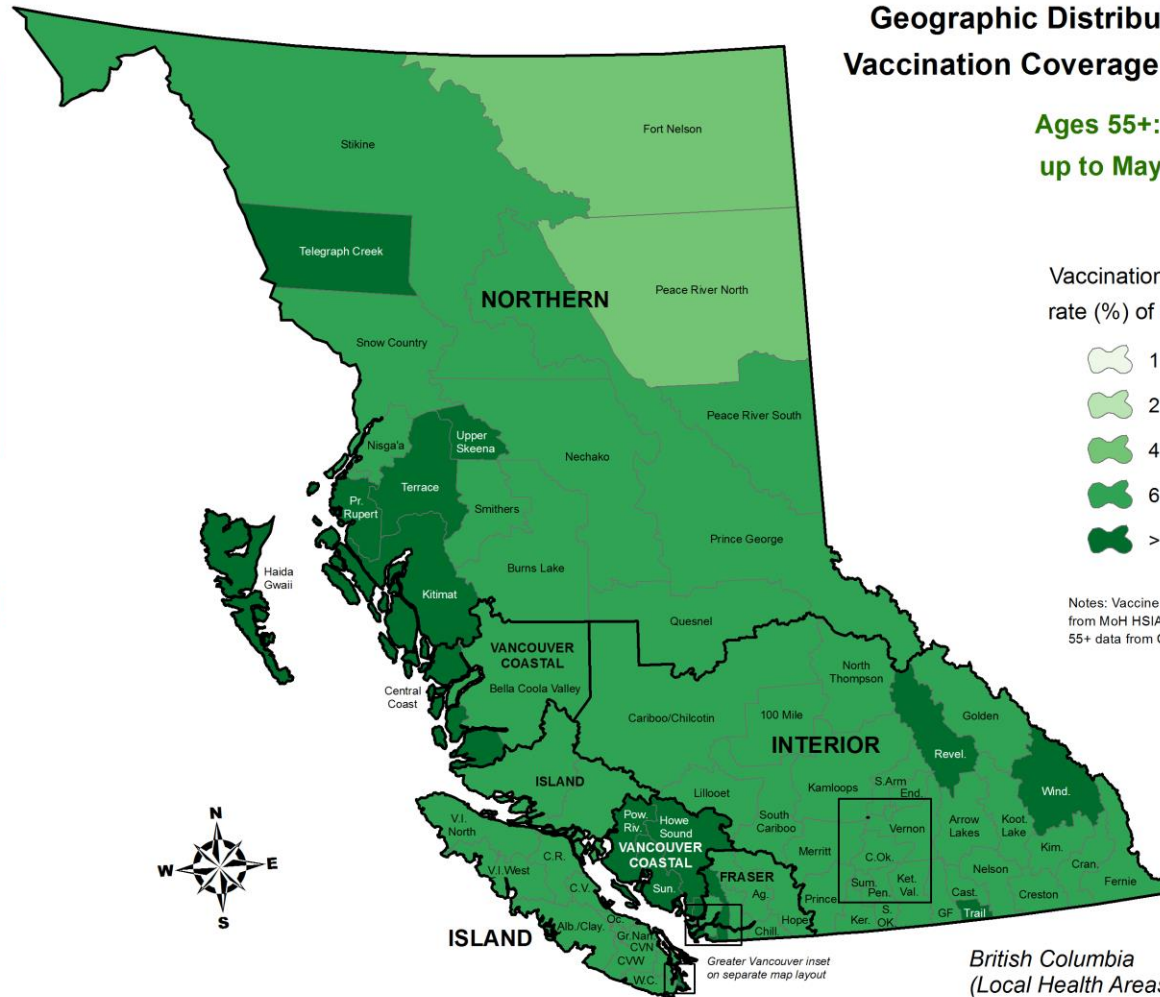 Geographic Distribu
Vaccination Coverage
Ages 55+:
up to May
Vaccination
rate (%) of
1
2
4
6
>
Notes: Vaccine
from MoH HSIA
55+ data from C
Fort Nelson
Stikine
Telegraph Creek
NORTHERN
Peace River North
Snow Country
Peace River South
Upper
Skeena
Nisga'a
Nechako
Terrace
Pr.
Rupert
Smithers
Prince George
Haida
Gwaii
Burns Lake
Kitimat
Quesnel
VANCOUVER
COASTAL
North
Thompson
Bella Coola Valley
Central
Coast
Cariboo/Chilcotin
100 Mile
Golden
INTERIOR
Revel.
ISLAND
Lillooet
Kamloops
S.Arm
End.
Wind.
V.I.
North
Pow.
Riv.
Howe
Sound
South
Cariboo
Vernon
Arrow
Lakes
Koot.
Lake
C.R.
VANCOUVER
COASTAL
Merritt
C.Ok.
Kim.
V.I.West
FRASER
Nelson
Cran.
C.V.
Sun.
Ag.
Sum.
Pen.
Ket.
Val.
Cast.
Creston
Fernie
Oc.
Prince
Hope
Alb./Clay.
Gr.Nan.
CVN
Chill.
Ker.
S.
OK
GF
Trail
ISLAND
CVW
W.C.
Greater Vancouver inset
on separate map layout
N
W
E
S
British Columbia
(Local Health Areas